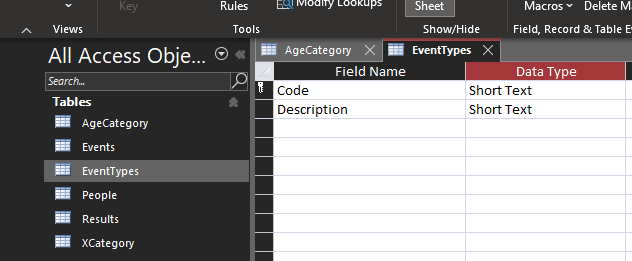 Key
Rules
Modify Lookups
Sheet
Macros
Delete Ma
Views
Tools
Show/Hide
Field, Record & Table E
All Access Obje...
Search...
Tables
AgeCategory
Events
EventTypes
People
Results
XCategory
AgeCategory
EventTypes
Field Name
Data Type
Code
Short Text
Description
Short Text